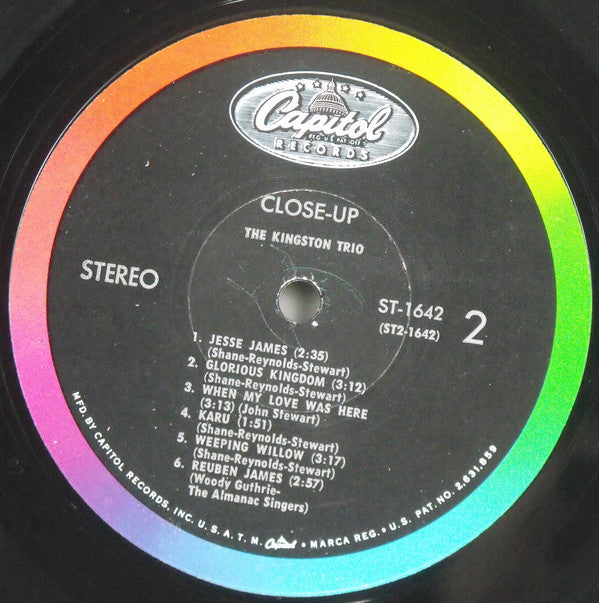 Capitol
REG. U.S. PAT. OFF.
RECORDS
CLOSE-UP
THE KINGSTON TRIO
STEREO
ST-1642
(ST2-1642)
2
1. JESSE JAMES (2:35)
(Shane-Reynolds-Stewart)
2. GLORIOUS KINGDOM (3:12)
(Shane-Reynolds-Stewart)
3. WHEN MY LOVE WAS HERE
(3:13) (John Stewart)
4. KARU (1:51)
(Shane-Reynolds-Stewart)
5. WEEPING WILLOW (3:17)
(Shane-Reynolds-Stewart)
6. REUBEN JAMES (2:57)
(Woody Guthrie-
The Almanac Singers)
MFD. BY CAPITOL RECORDS, INC. U. S. A. T. M. Capitol • MARCA REG. • U. S. PAT. NO. 2,631,859